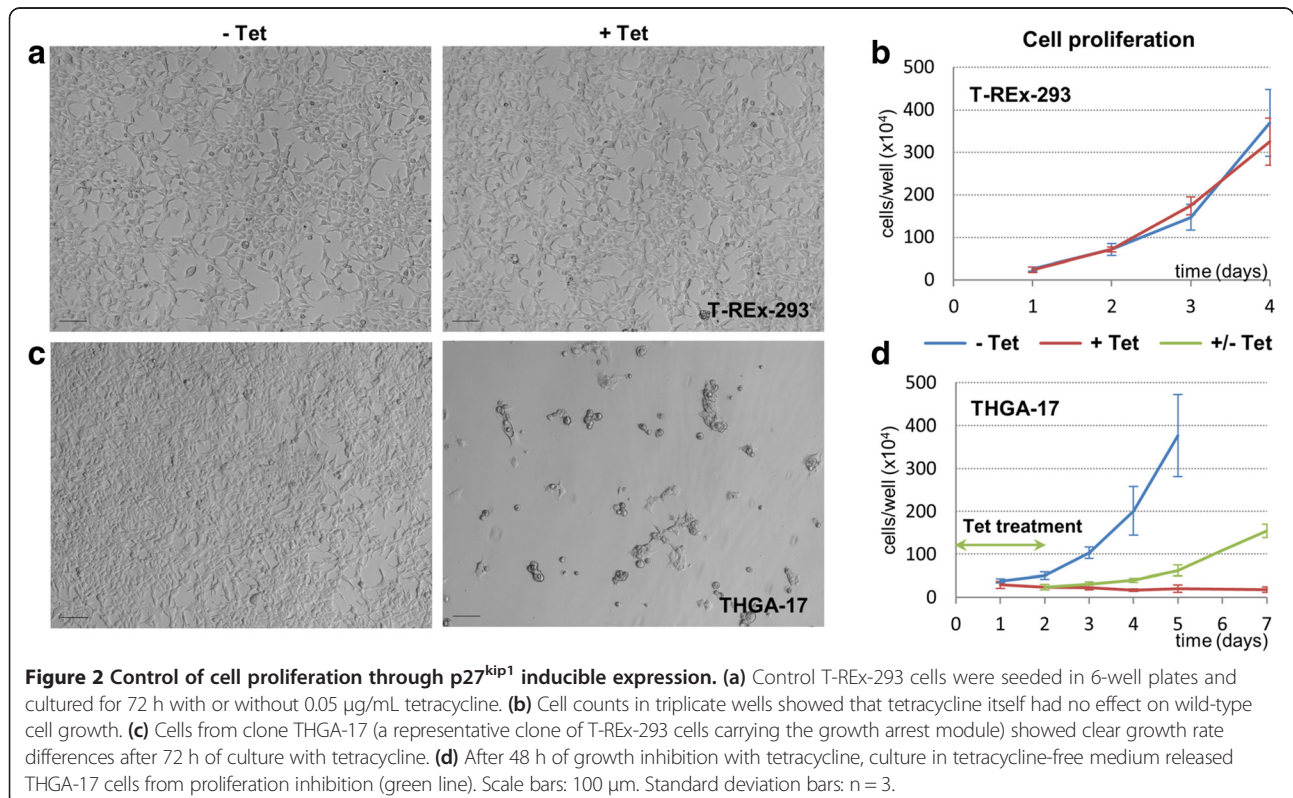 - Tet
+ Tet
a
T-REx-293
b
Cell proliferation
T-REx-293
cells/well (x10⁴)
500
400
300
200
100
0
0 1 2 3 4
time (days)
c
THGA-17
d
- Tet + Tet +/- Tet
THGA-17
cells/well (x10⁴)
500
400
300
200
100
0
Tet treatment
0 1 2 3 4 5 6 7
time (days)
Figure 2 Control of cell proliferation through p27ᵏⁱᵖ¹ inducible expression. (a) Control T-REx-293 cells were seeded in 6-well plates and
cultured for 72 h with or without 0.05 μg/mL tetracycline. (b) Cell counts in triplicate wells showed that tetracycline itself had no effect on wild-type
cell growth. (c) Cells from clone THGA-17 (a representative clone of T-REx-293 cells carrying the growth arrest module) showed clear growth rate
differences after 72 h of culture with tetracycline. (d) After 48 h of growth inhibition with tetracycline, culture in tetracycline-free medium released
THGA-17 cells from proliferation inhibition (green line). Scale bars: 100 μm. Standard deviation bars: n = 3.